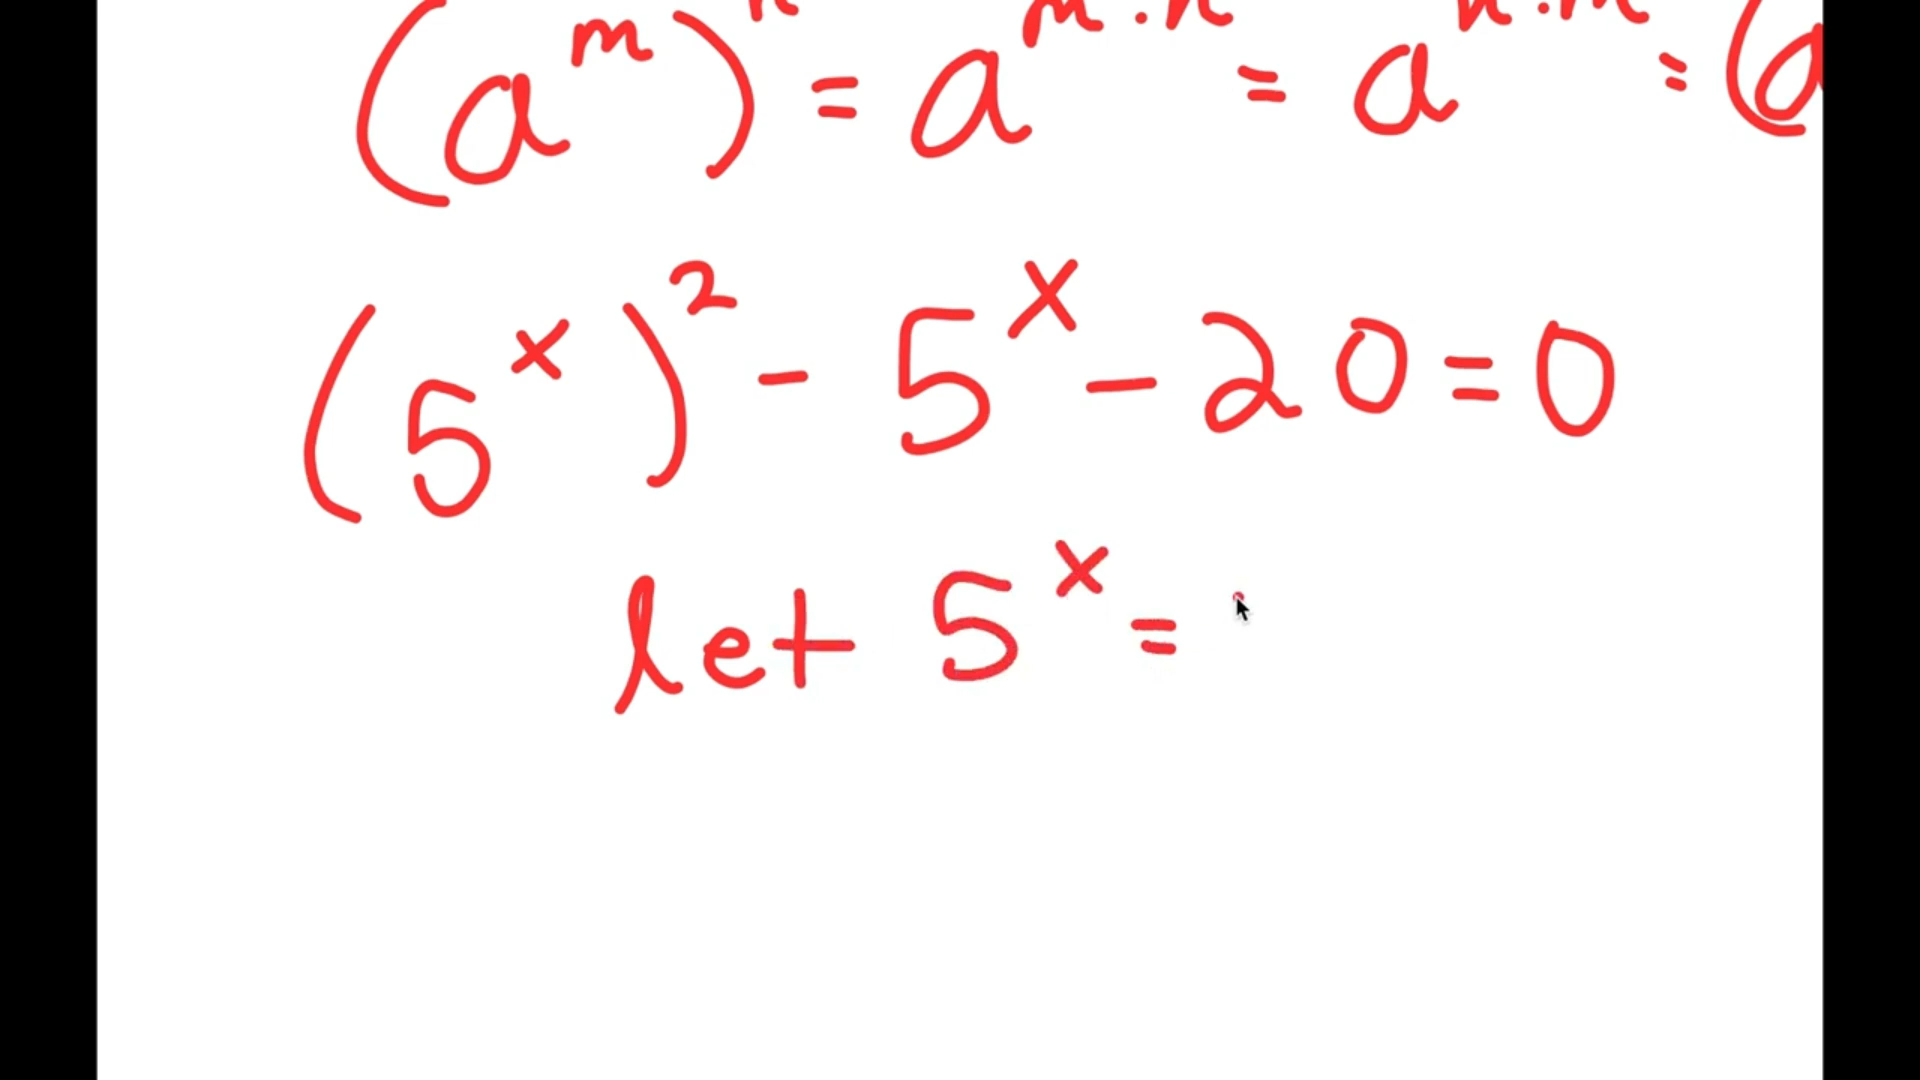 (a^m)^n = a^m·n = a^n·m = (a
(5^x)^2 - 5^x - 20 = 0
let 5^x =